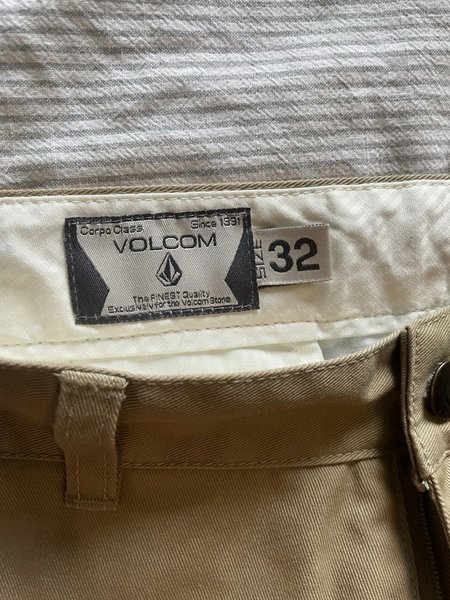 Corpo Class Since 1991
VOLCOM
The FINEST Quality
Exclusively for the Volcom Stone
SIZE
32